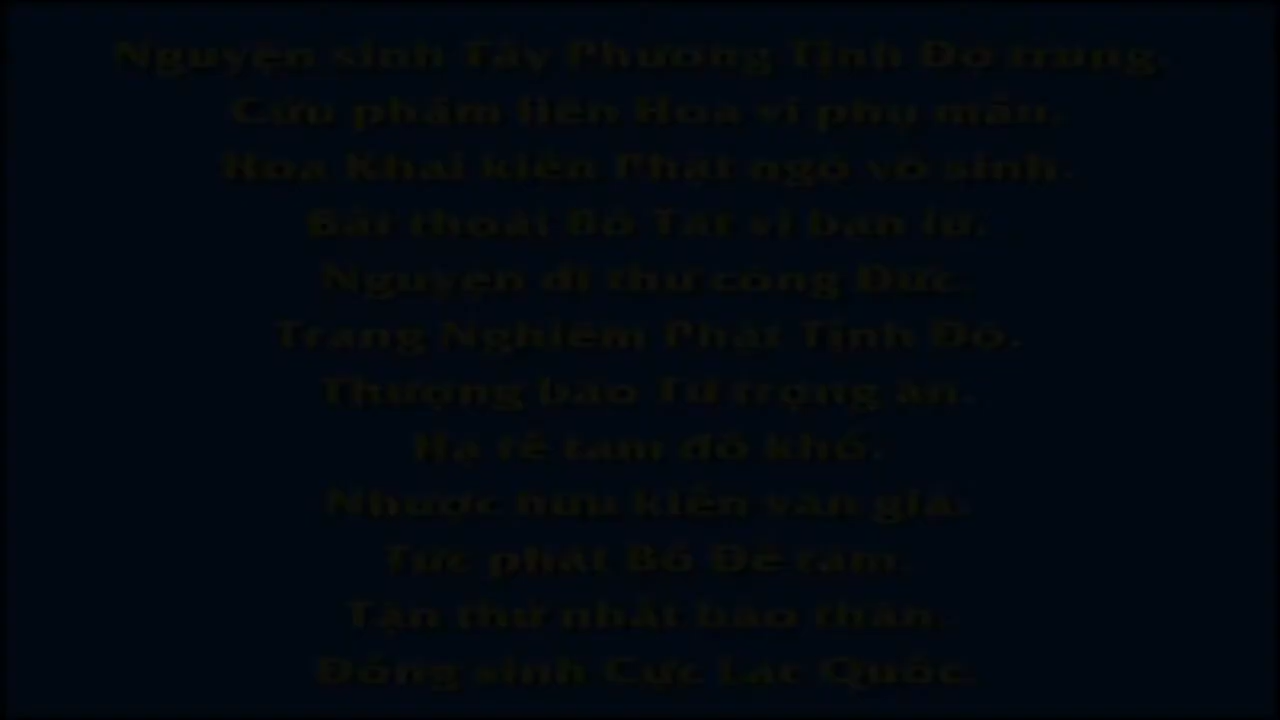 Nguyện sinh Tây Phương Tịnh Độ trung.
Cửu phẩm liên Hoa vi phụ mẫu.
Hoa Khai kiến Phật ngộ vô sinh.
Bất thoái Bồ Tát vi bạn lữ.
Nguyện dĩ thử công Đức.
Trang Nghiêm Phật Tịnh Độ.
Thượng báo Tứ trọng ân.
Hạ tế tam đồ khổ.
Nhược hữu kiến văn giả.
Tức phát Bồ Đề tâm.
Tận thử nhất báo thân.
Đồng sinh Cực Lạc Quốc.